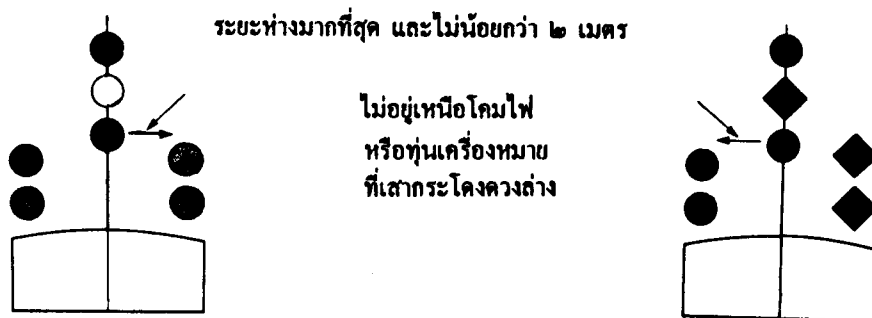 ระยะห่างมากที่สุด และไม่น้อยกว่า ๒ เมตร
ไม่อยู่เหนือโคมไฟ
หรือทุ่นเครื่องหมาย
ที่เสากระโดงดวงล่าง